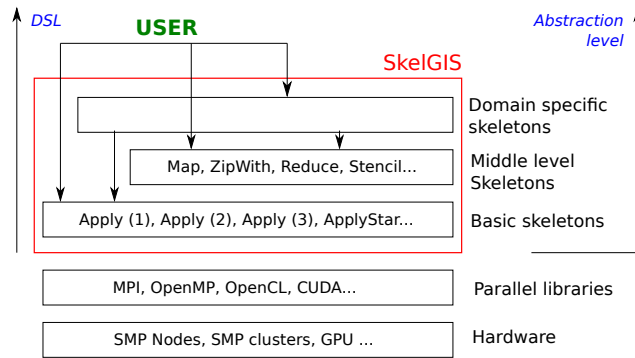 DSL
USER
Abstraction
level
SkelGIS
Domain specific
skeletons
Map, ZipWith, Reduce, Stencil...
Middle level
Skeletons
Apply (1), Apply (2), Apply (3), ApplyStar...
Basic skeletons
MPI, OpenMP, OpenCL, CUDA...
Parallel libraries
SMP Nodes, SMP clusters, GPU ...
Hardware